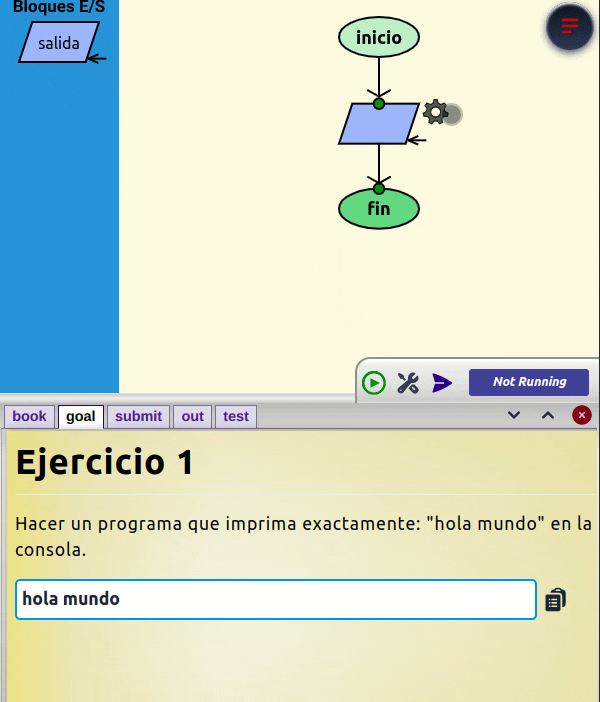 Bloques E/S
salida
inicio
fin
Not Running
book
goal
submit
out
test
Ejercicio 1
Hacer un programa que imprima exactamente: "hola mundo" en la
consola.
hola mundo